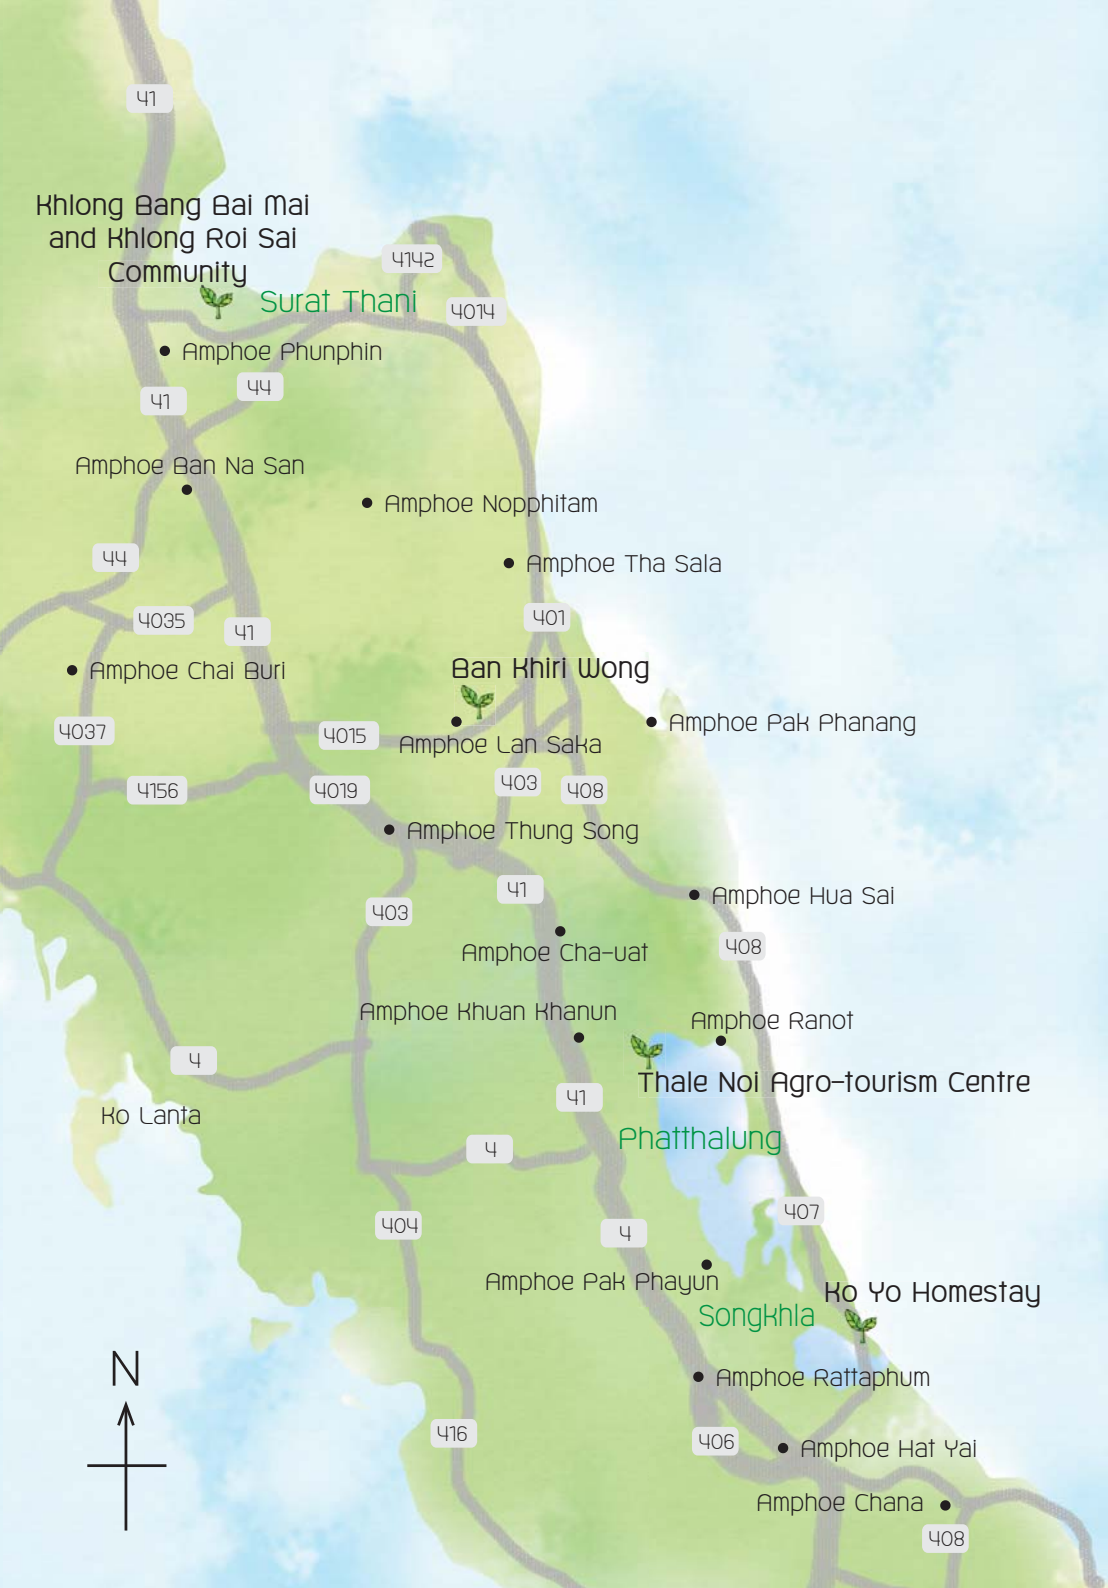 41
Khlong Bang Bai Mai
and Khlong Roi Sai
Community
4142
Surat Thani
4014
Amphoe Phunphin
44
41
Amphoe Ban Na San
Amphoe Nopphitam
44
Amphoe Tha Sala
4035
401
41
Ban Khiri Wong
Amphoe Chai Buri
Amphoe Pak Phanang
4037
4015
Amphoe Lan Saka
403
408
4156
4019
Amphoe Thung Song
41
Amphoe Hua Sai
403
408
Amphoe Cha-uat
Amphoe Khuan Khanun
Amphoe Ranot
4
Thale Noi Agro-tourism Centre
41
Ko Lanta
Phatthalung
4
407
404
4
Amphoe Pak Phayun
Ko Yo Homestay
Songkhla
N
Amphoe Rattaphum
416
406
Amphoe Hat Yai
Amphoe Chana
408